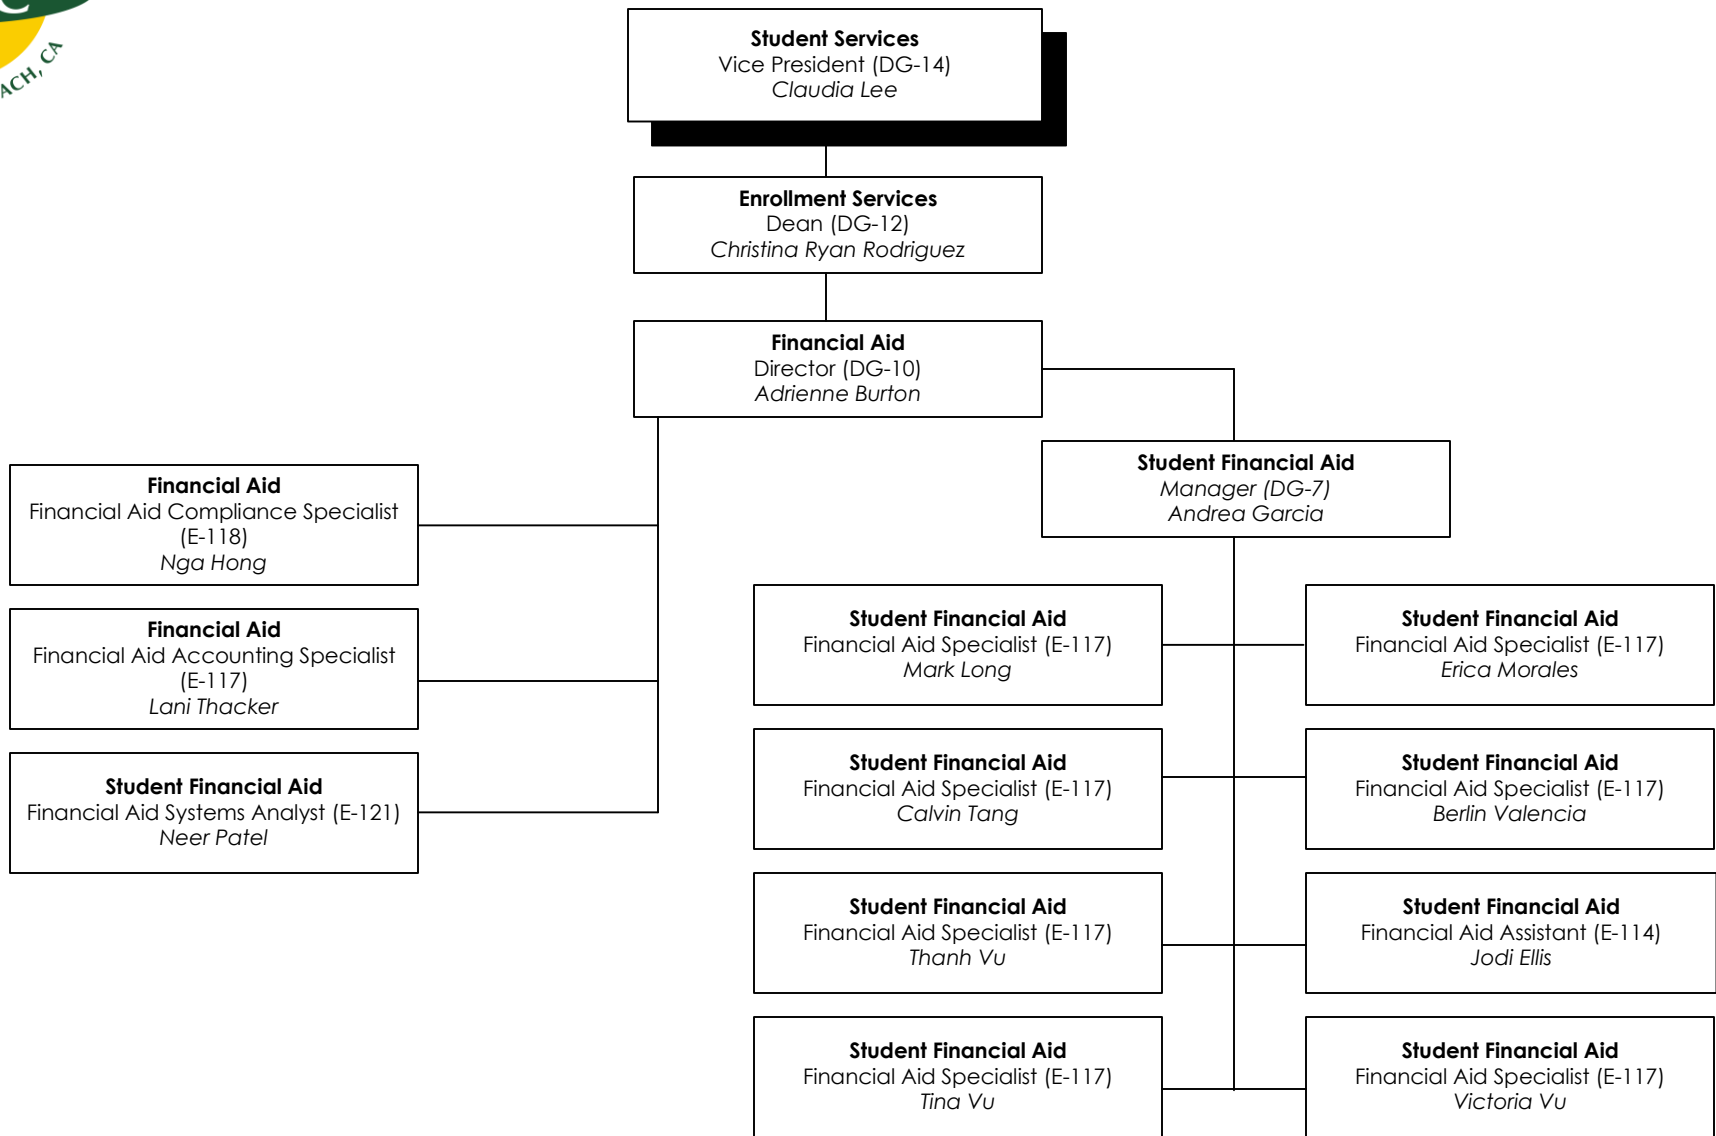 ACH, CA
Student Services
Vice President (DG-14)
Claudia Lee
Enrollment Services
Dean (DG-12)
Christina Ryan Rodriguez
Financial Aid
Director (DG-10)
Adrienne Burton
Student Financial Aid
Manager (DG-7)
Andrea Garcia
Financial Aid
Financial Aid Compliance Specialist
(E-118)
Nga Hong
Financial Aid
Financial Aid Accounting Specialist
(E-117)
Lani Thacker
Student Financial Aid
Financial Aid Systems Analyst (E-121)
Neer Patel
Student Financial Aid
Financial Aid Specialist (E-117)
Mark Long
Student Financial Aid
Financial Aid Specialist (E-117)
Erica Morales
Student Financial Aid
Financial Aid Specialist (E-117)
Calvin Tang
Student Financial Aid
Financial Aid Specialist (E-117)
Berlin Valencia
Student Financial Aid
Financial Aid Specialist (E-117)
Thanh Vu
Student Financial Aid
Financial Aid Assistant (E-114)
Jodi Ellis
Student Financial Aid
Financial Aid Specialist (E-117)
Tina Vu
Student Financial Aid
Financial Aid Specialist (E-117)
Victoria Vu